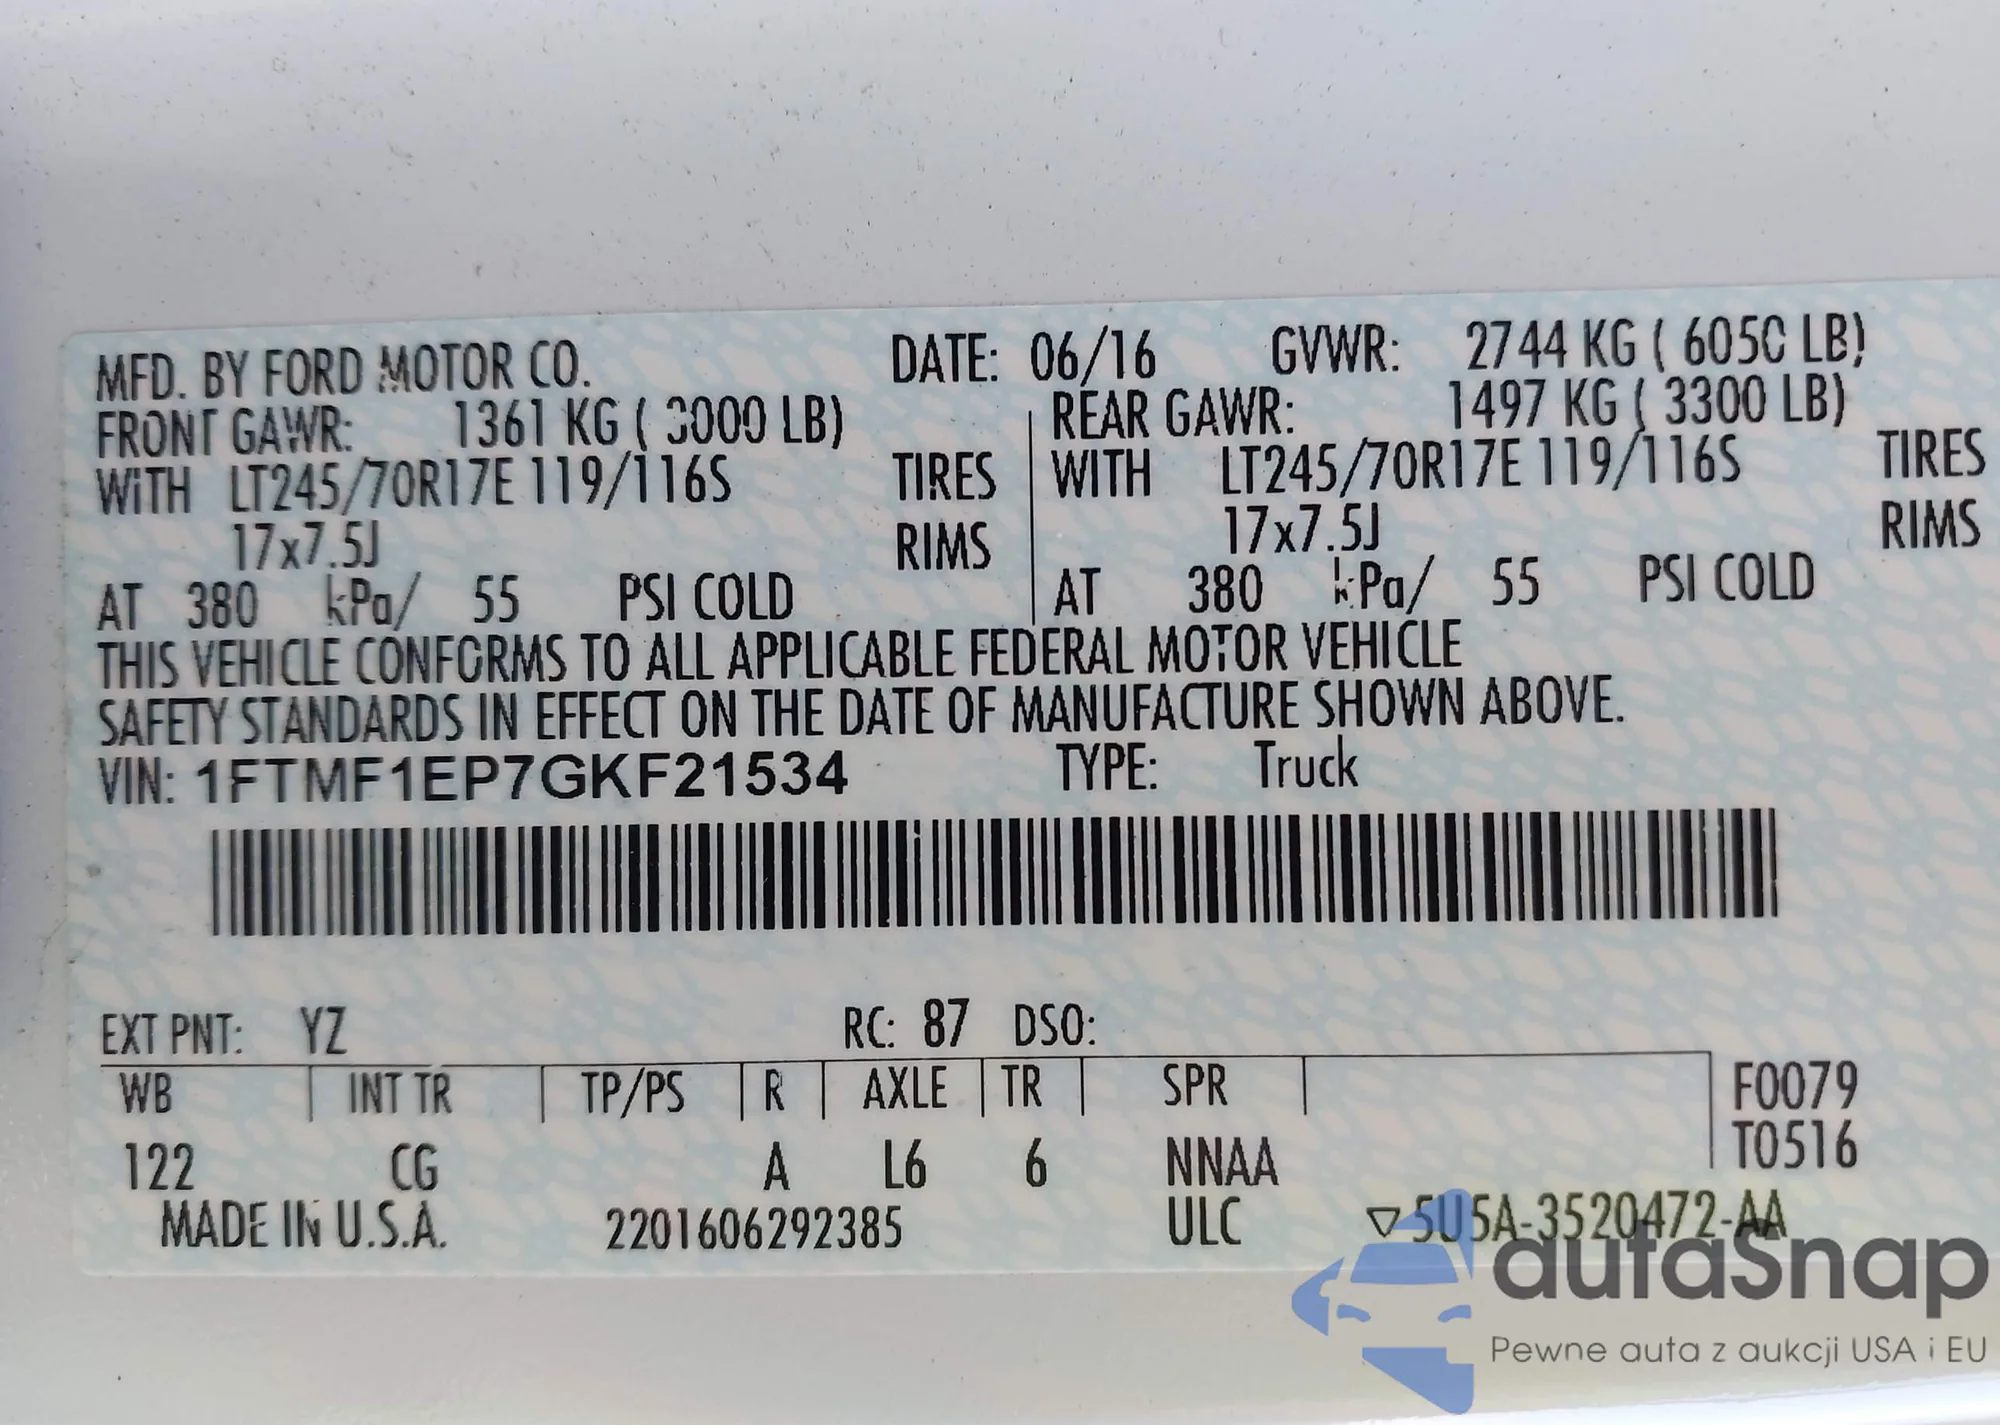 MFD. BY FORD MOTOR CO. DATE: 06/16 GVWR: 2744 KG ( 6050 LB)
FRONT GAWR: 1361 KG ( 3000 LB) REAR GAWR: 1497 KG ( 3300 LB)
WITH LT245/70R17E 119/116S TIRES WITH LT245/70R17E 119/116S TIRES
17x7.5J RIMS 17x7.5J RIMS
AT 380 kPa/ 55 PSI COLD AT 380 kPa/ 55 PSI COLD
THIS VEHICLE CONFORMS TO ALL APPLICABLE FEDERAL MOTOR VEHICLE
SAFETY STANDARDS IN EFFECT ON THE DATE OF MANUFACTURE SHOWN ABOVE.
VIN: 1FTMF1EP7GKF21534 TYPE: Truck
EXT PNT: YZ RC: 87 DSO:
WB INT TR TP/PS R AXLE TR SPR F0079
T0516
122 CG A L6 6 NNAA
MADE IN U.S.A. 2201606292385 ULC ▽5U5A-3520472-AA
autaSnap
Pewne auta z aukcji USA i EU